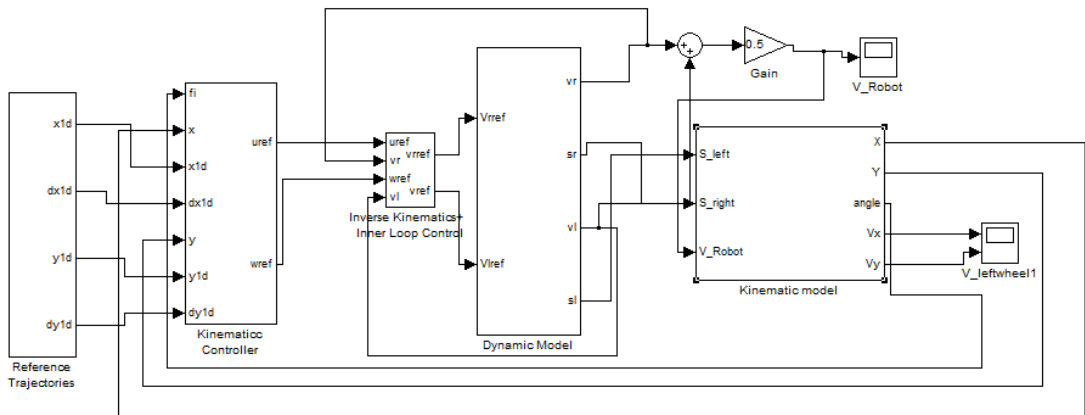 x1d
dx1d
y1d
dy1d
Reference
Trajectories
fi
x
x1d
dx1d
y
y1d
dy1d
uref
wref
Kinematicc
Controller
uref
vr
wref
vl
vrref
vref
Inverse Kinematics+
Inner Loop Control
Vrref
Vlref
vr
sr
vl
sl
Dynamic Model
+
+
0.5
Gain
V_Robot
S_left
S_right
V_Robot
X
Y
angle
Vx
Vy
Kinematic model
V_leftwheel1